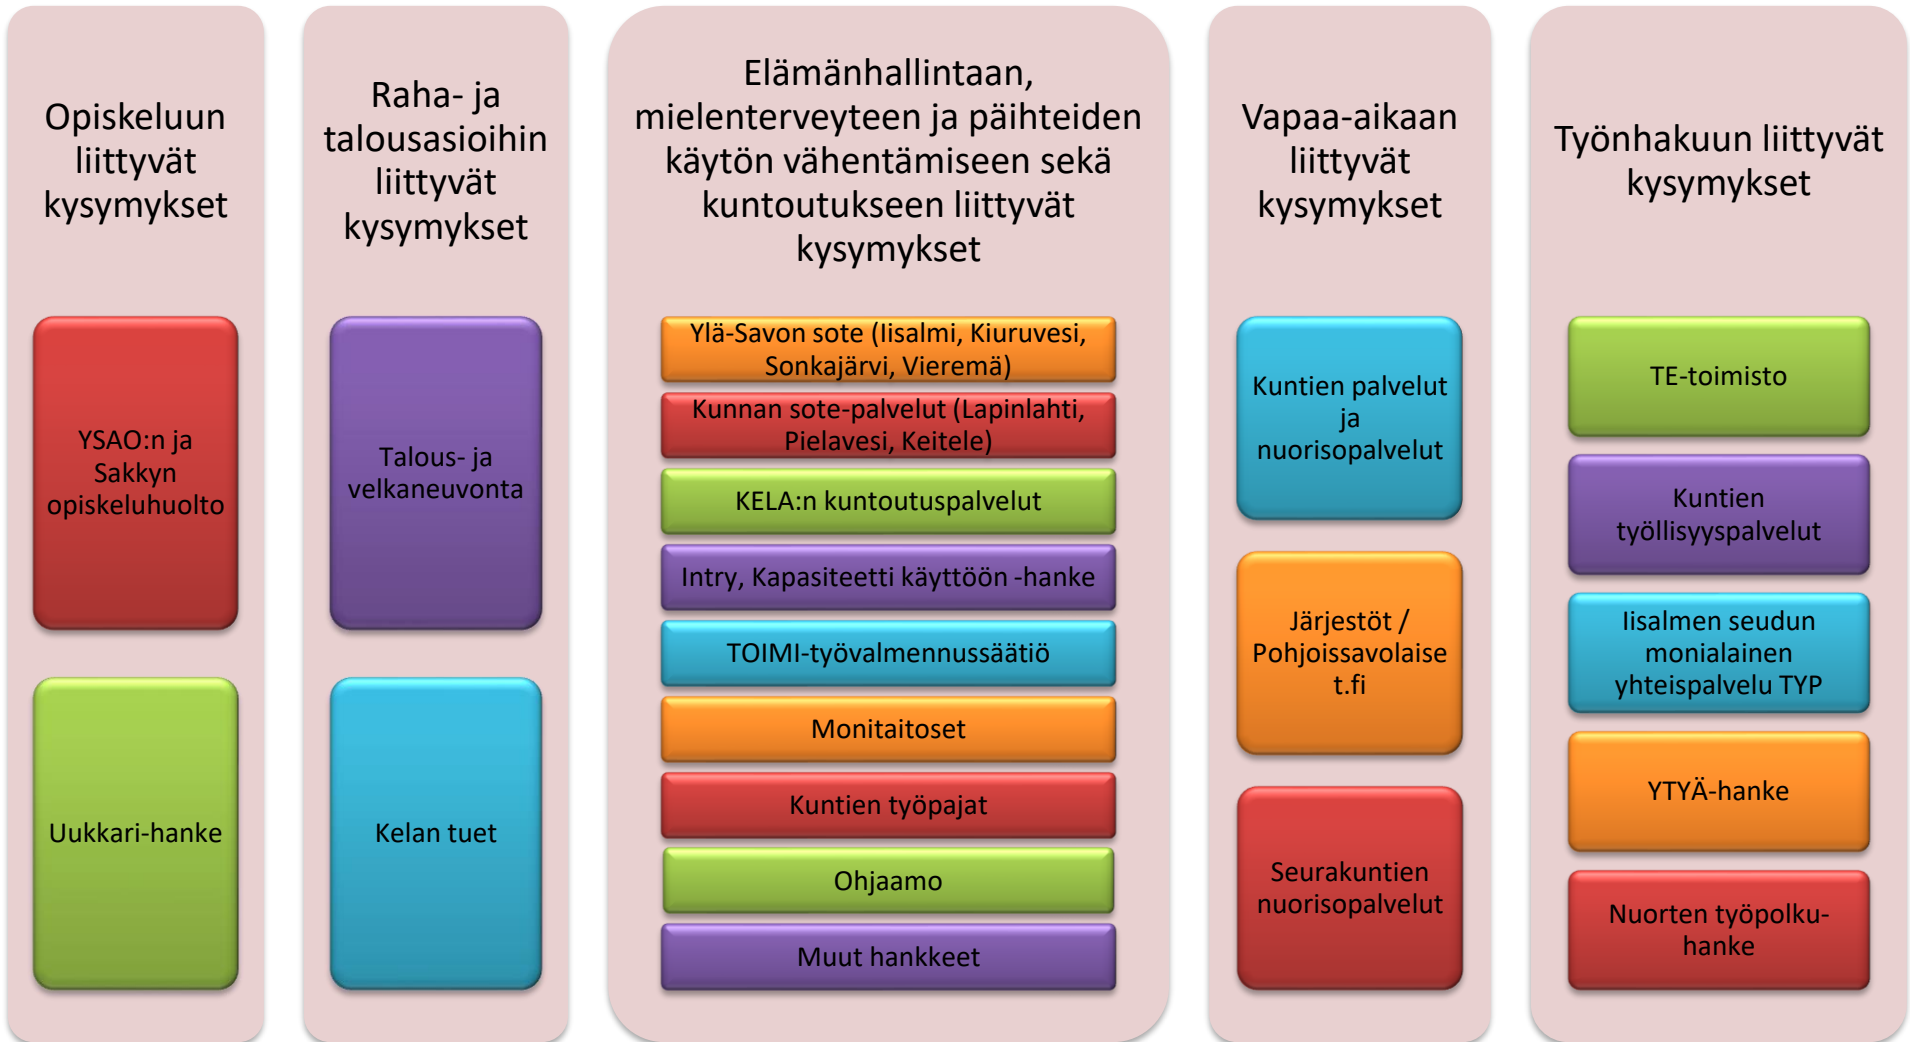 Opiskeluun
liittyvät
kysymykset
YSAO:n ja
Sakkyn
opiskeluhuolto
Uukkari-hanke
Raha- ja
talousasioihin
liittyvät
kysymykset
Talous- ja
velkaneuvonta
Kelan tuet
Elämänhallintaan,
mielenterveyteen ja päihteiden
käytön vähentämiseen sekä
kuntoutukseen liittyvät
kysymykset
Ylä-Savon sote (Iisalmi, Kiuruvesi,
Sonkajärvi, Vieremä)
Kunnan sote-palvelut (Lapinlahti,
Pielavesi, Keitele)
KELA:n kuntoutuspalvelut
Intry, Kapasiteetti käyttöön -hanke
TOIMI-työvalmennussäätiö
Monitaitoset
Kuntien työpajat
Ohjaamo
Muut hankkeet
Vapaa-aikaan
liittyvät
kysymykset
Kuntien palvelut
ja
nuorisopalvelut
Järjestöt /
Pohjoissavolaise
t.fi
Seurakuntien
nuorisopalvelut
Työnhakuun liittyvät
kysymykset
TE-toimisto
Kuntien
työllisyyspalvelut
Iisalmen seudun
monialainen
yhteispalvelu TYP
YTYÄ-hanke
Nuorten työpolku-
hanke